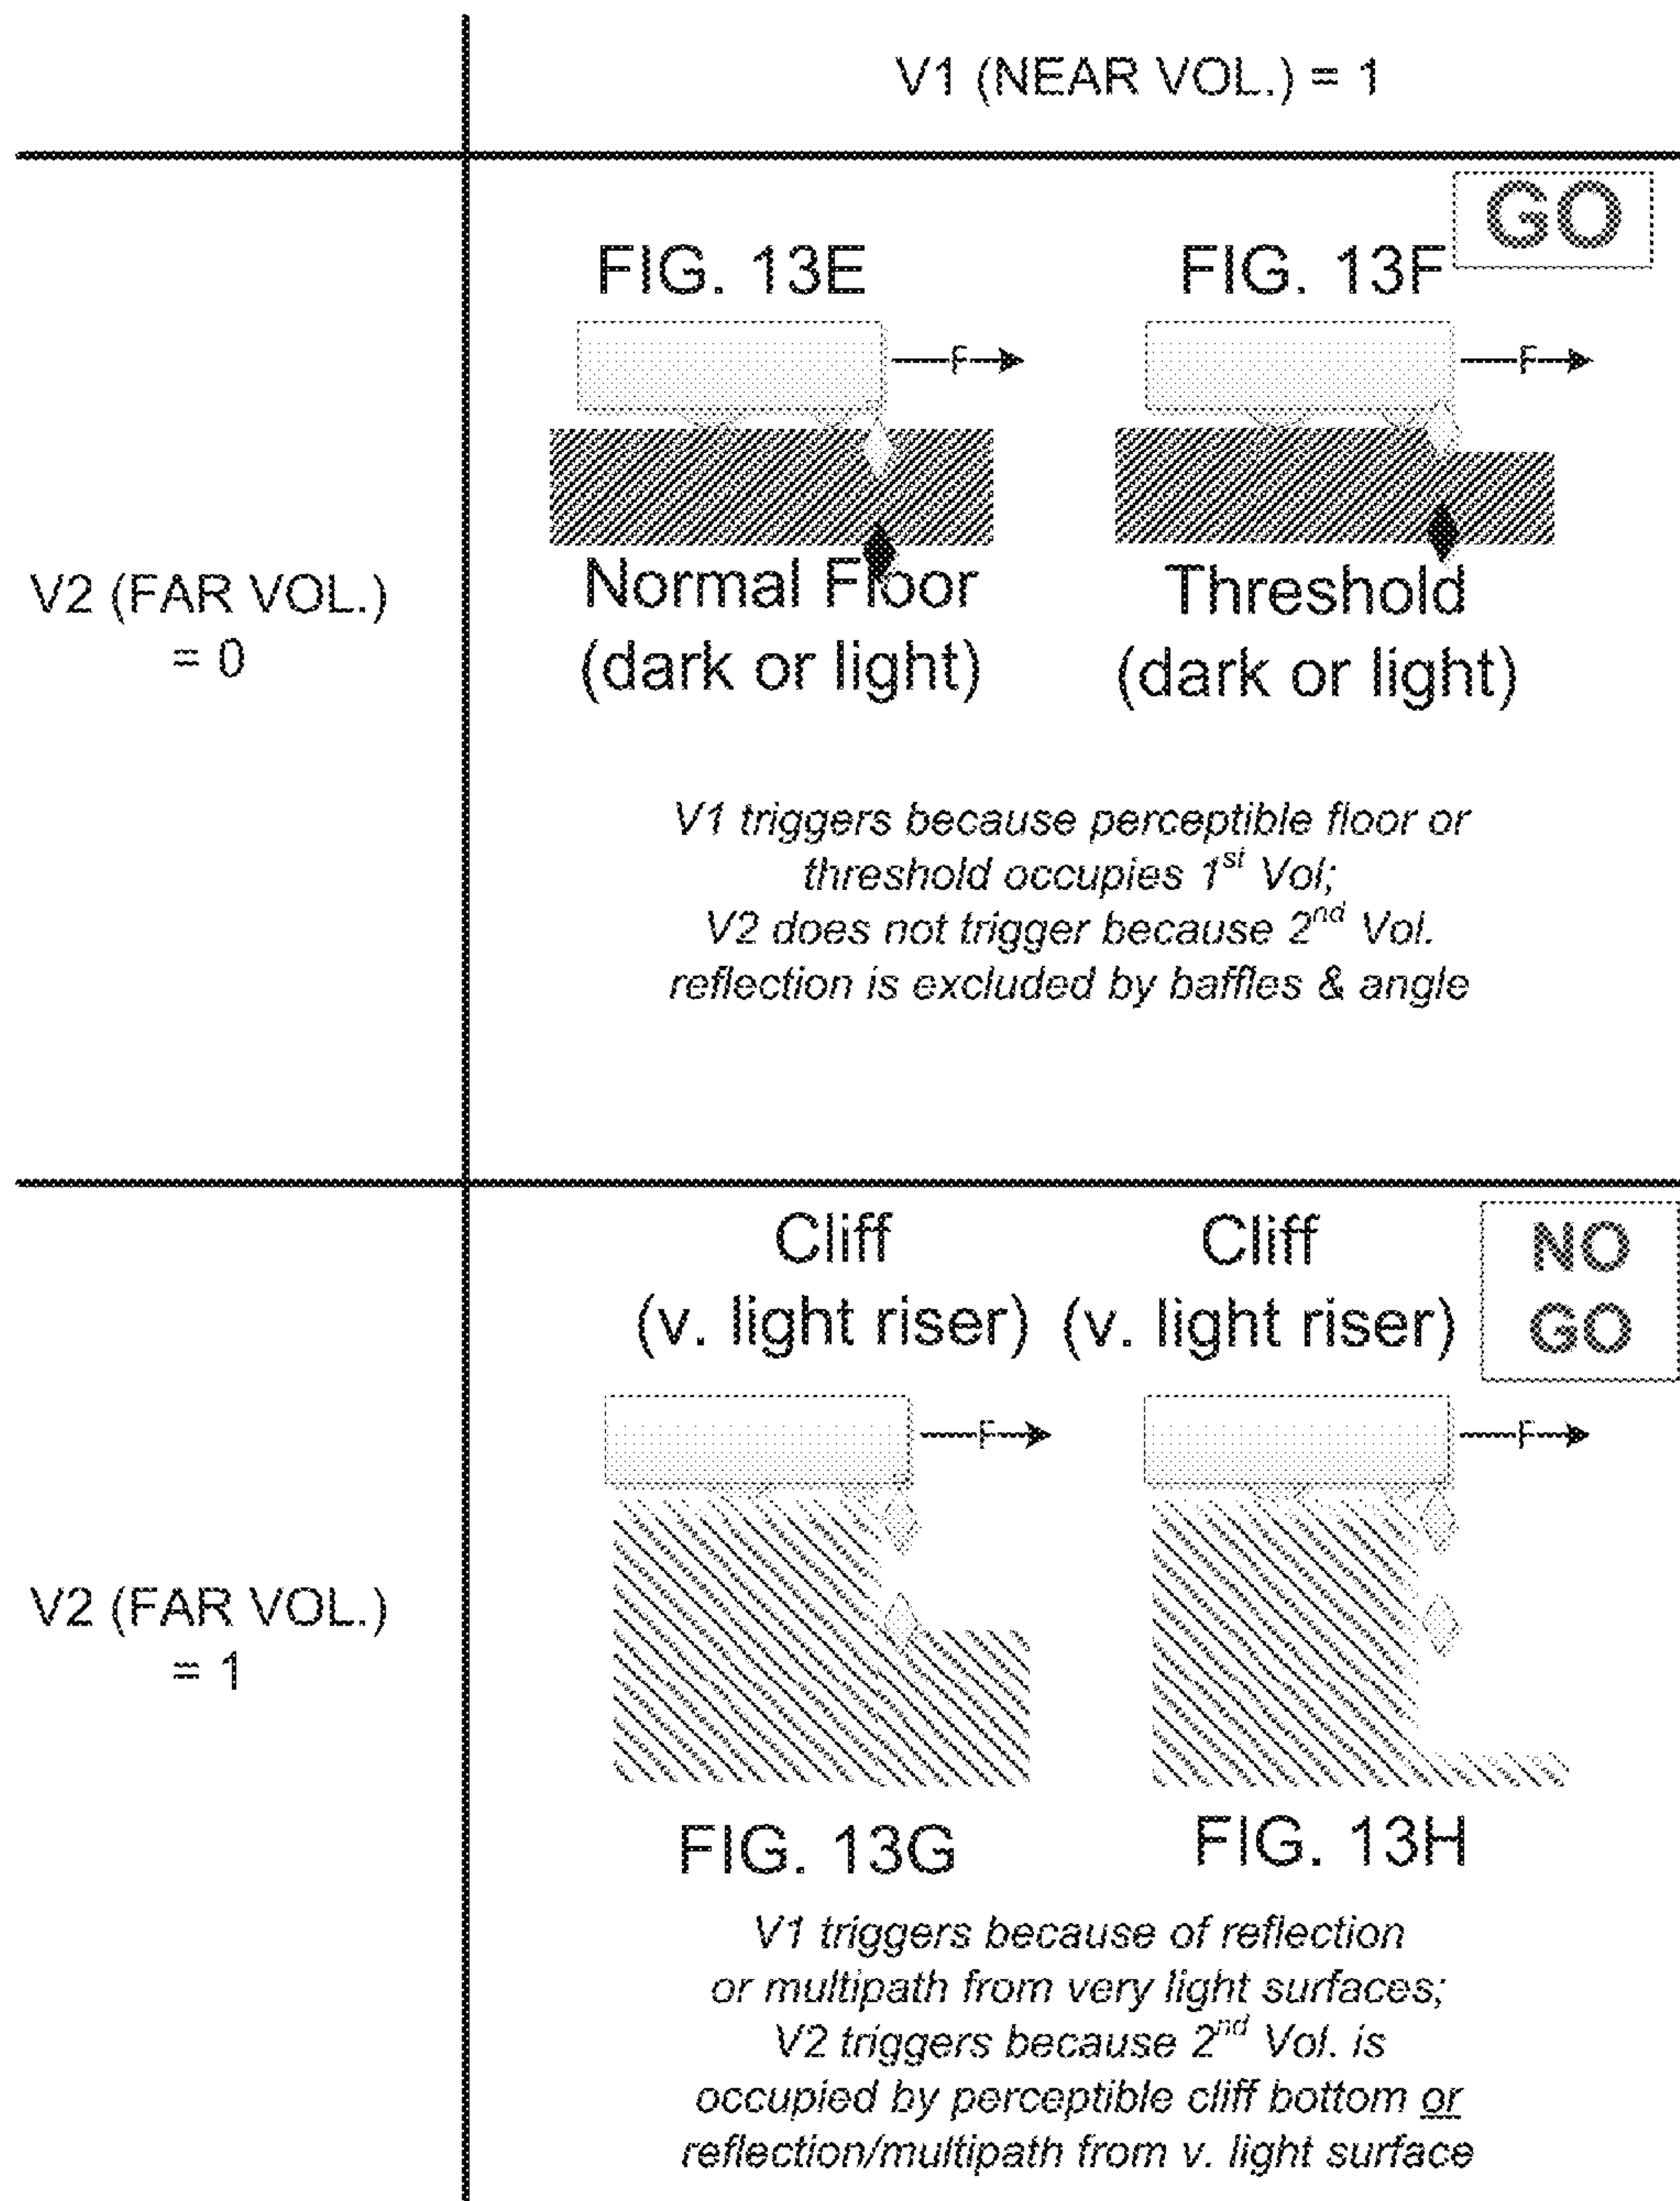 V1 (NEAR VOL.) = 1
GO
FIG. 13E
FIG. 13F
F
F
V2 (FAR VOL.)
= 0
Normal Floor
(dark or light)
Threshold
(dark or light)
V1 triggers because perceptible floor or
threshold occupies 1st Vol;
V2 does not trigger because 2nd Vol.
reflection is excluded by baffles & angle
NO
GO
Cliff
(v. light riser)
Cliff
(v. light riser)
F
F
V2 (FAR VOL.)
= 1
FIG. 13G
FIG. 13H
V1 triggers because of reflection
or multipath from very light surfaces;
V2 triggers because 2nd Vol. is
occupied by perceptible cliff bottom or
reflection/multipath from v. light surface